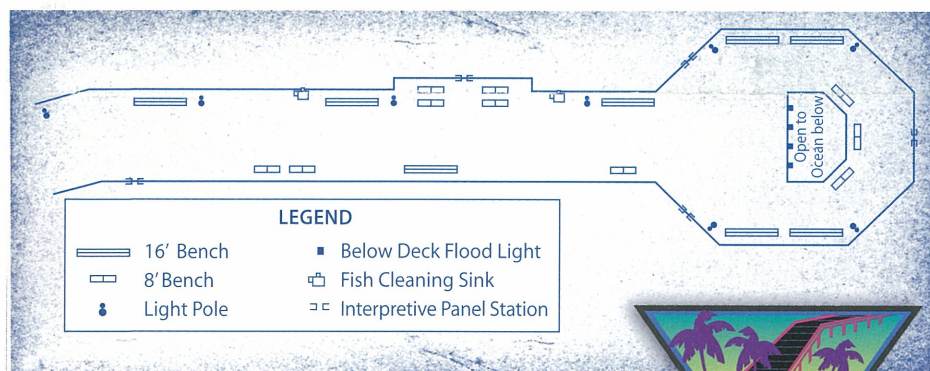 Open to
Ocean below
LEGEND
16' Bench
8' Bench
Light Pole
Below Deck Flood Light
Fish Cleaning Sink
Interpretive Panel Station